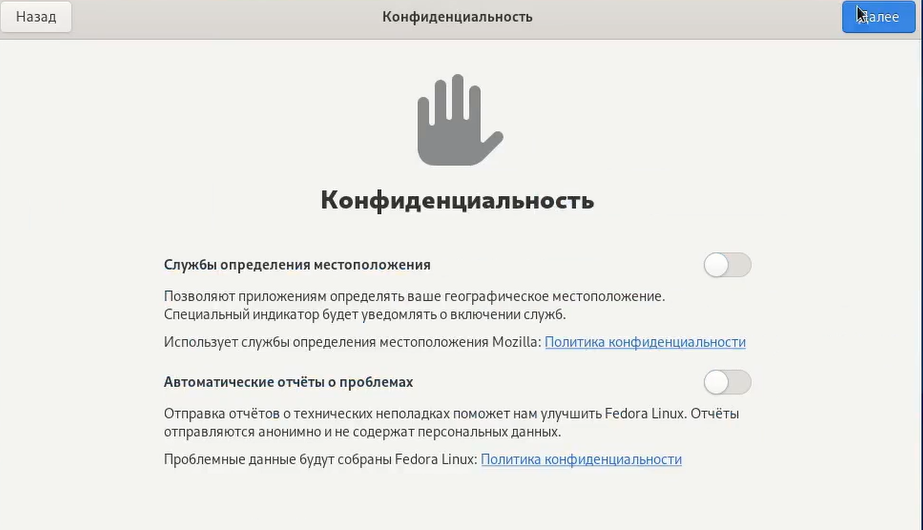 Назад
Конфиденциальность
Далее
Конфиденциальность
Службы определения местоположения
Позволяют приложениям определять ваше географическое местоположение.
Специальный индикатор будет уведомлять о включении служб.
Использует службы определения местоположения Mozilla: Политика конфиденциальности
Автоматические отчёты о проблемах
Отправка отчётов о технических неполадках поможет нам улучшить Fedora Linux. Отчёты
отправляются анонимно и не содержат персональных данных.
Проблемные данные будут собраны Fedora Linux: Политика конфиденциальности